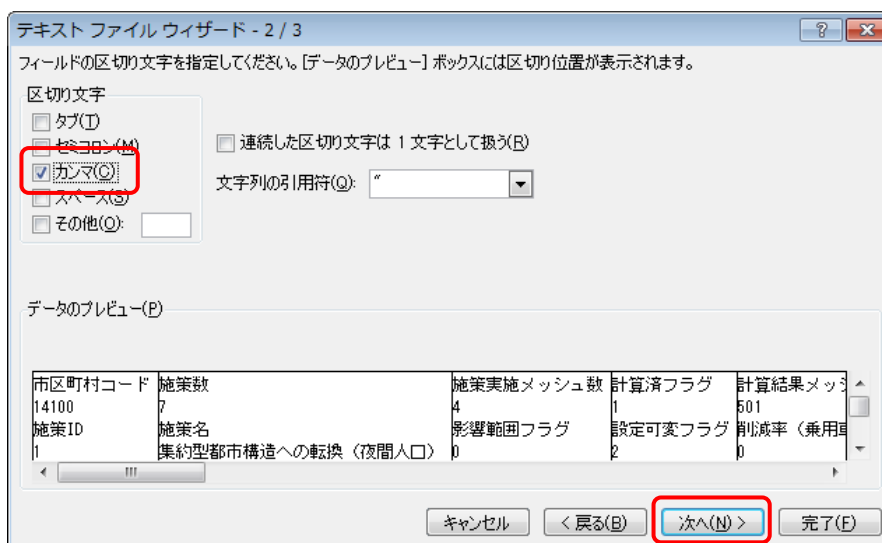 テキスト ファイル ウィザード - 2 / 3
フィールドの区切り文字を指定してください。[データのプレビュー] ボックスには区切り位置が表示されます。
区切り文字
タブ(T)
セミコロン(M)
カンマ(C)
スペース(S)
その他(O):
連続した区切り文字は 1 文字として扱う(R)
文字列の引用符(Q): "
データのプレビュー(P)
市区町村コード 施策数 施策実施メッシュ数 計算済フラグ 計算結果メッ
14100 7 4 1 501
施策ID 施策名 影響範囲フラグ 設定可変フラグ 削減率（乗用
1 集約型都市構造への転換（夜間人口） 0 2 0
キャンセル < 戻る(B) 次へ(N) > 完了(F)